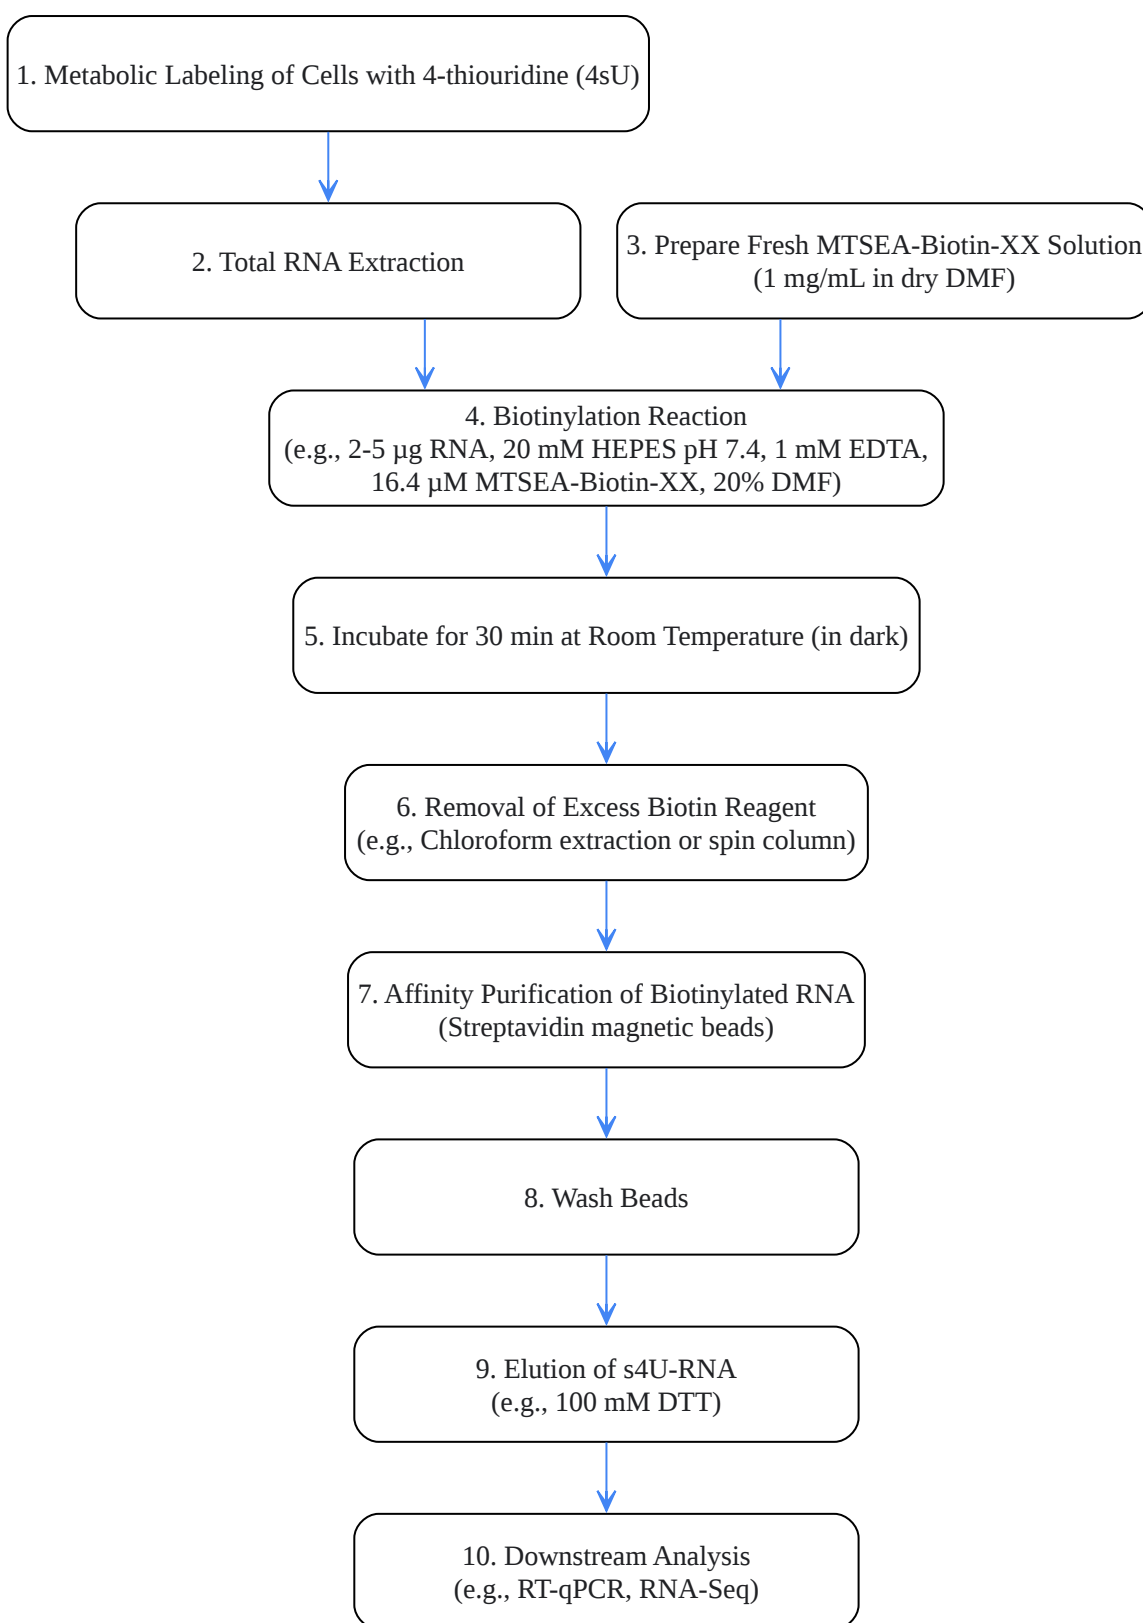 1. Metabolic Labeling of Cells with 4-thiouridine (4sU)
2. Total RNA Extraction
3. Prepare Fresh MTSEA-Biotin-XX Solution
(1 mg/mL in dry DMF)
4. Biotinylation Reaction
(e.g., 2-5 µg RNA, 20 mM HEPES pH 7.4, 1 mM EDTA,
16.4 µM MTSEA-Biotin-XX, 20% DMF)
5. Incubate for 30 min at Room Temperature (in dark)
6. Removal of Excess Biotin Reagent
(e.g., Chloroform extraction or spin column)
7. Affinity Purification of Biotinylated RNA
(Streptavidin magnetic beads)
8. Wash Beads
9. Elution of s4U-RNA
(e.g., 100 mM DTT)
10. Downstream Analysis
(e.g., RT-qPCR, RNA-Seq)